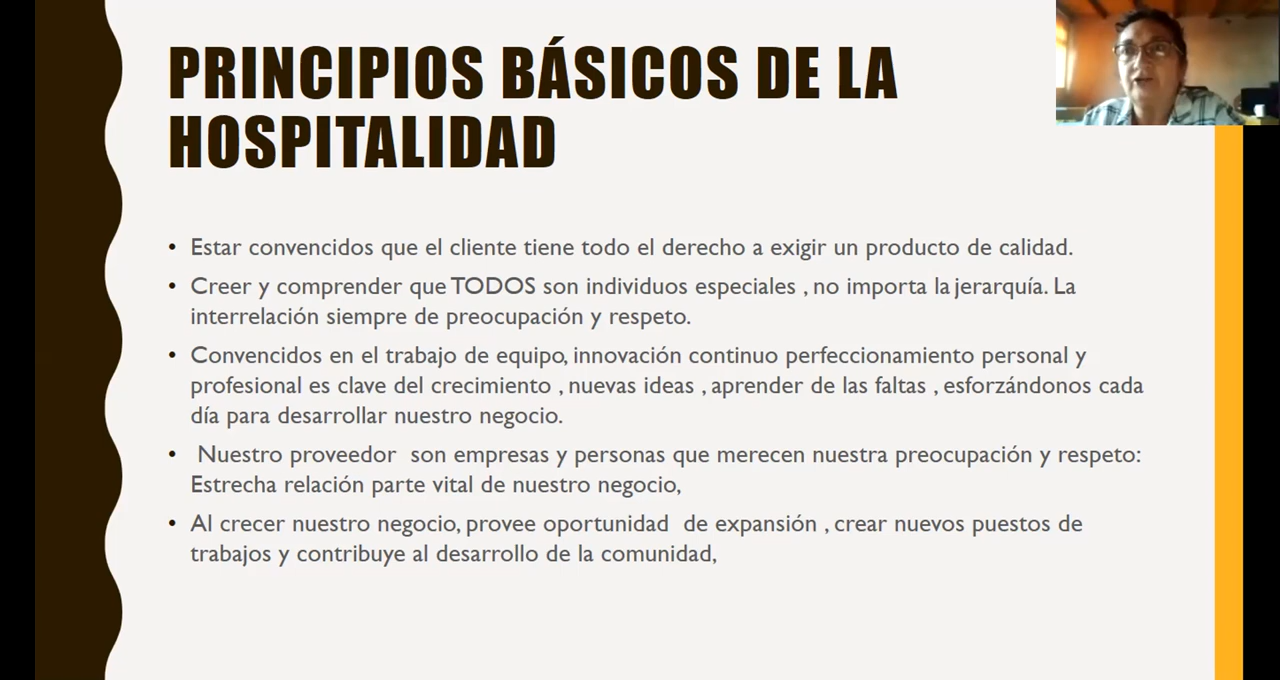 PRINCIPIOS BÁSICOS DE LA
HOSPITALIDAD
• Estar convencidos que el cliente tiene todo el derecho a exigir un producto de calidad.
• Creer y comprender que TODOS son individuos especiales , no importa la jerarquía. La
interrelación siempre de preocupación y respeto.
• Convencidos en el trabajo de equipo, innovación continuo perfeccionamiento personal y
profesional es clave del crecimiento , nuevas ideas , aprender de las faltas , esforzándonos cada
día para desarrollar nuestro negocio.
• Nuestro proveedor  son empresas y personas que merecen nuestra preocupación y respeto:
Estrecha relación parte vital de nuestro negocio,
• Al crecer nuestro negocio, provee oportunidad  de expansión , crear nuevos puestos de
trabajos y contribuye al desarrollo de la comunidad,